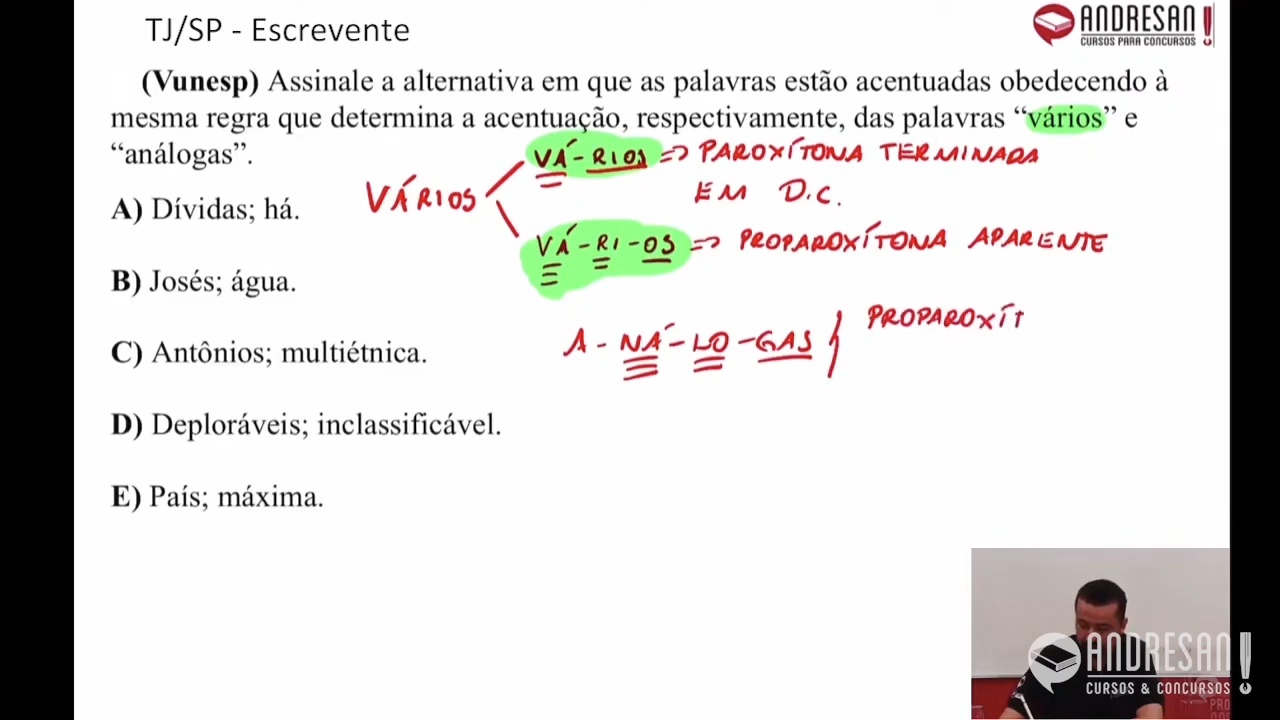 TJ/SP - Escrevente
ANDRESAN!
CURSOS PARA CONCURSOS
(Vunesp) Assinale a alternativa em que as palavras estão acentuadas obedecendo à
mesma regra que determina a acentuação, respectivamente, das palavras “vários” e
“análogas”.
VÁRIOS
VÁ-RIOS => PAROXÍTONA TERMINADA
EM D.C.
VÁ-RI-OS => PROPAROXÍTONA APARENTE
A-NÁ-LO-GAS } PROPAROXÍT
A) Dívidas; há.
B) Josés; água.
C) Antônios; multiétnica.
D) Deploráveis; inclassificável.
E) País; máxima.
ANDRESAN!
CURSOS & CONCURSOS